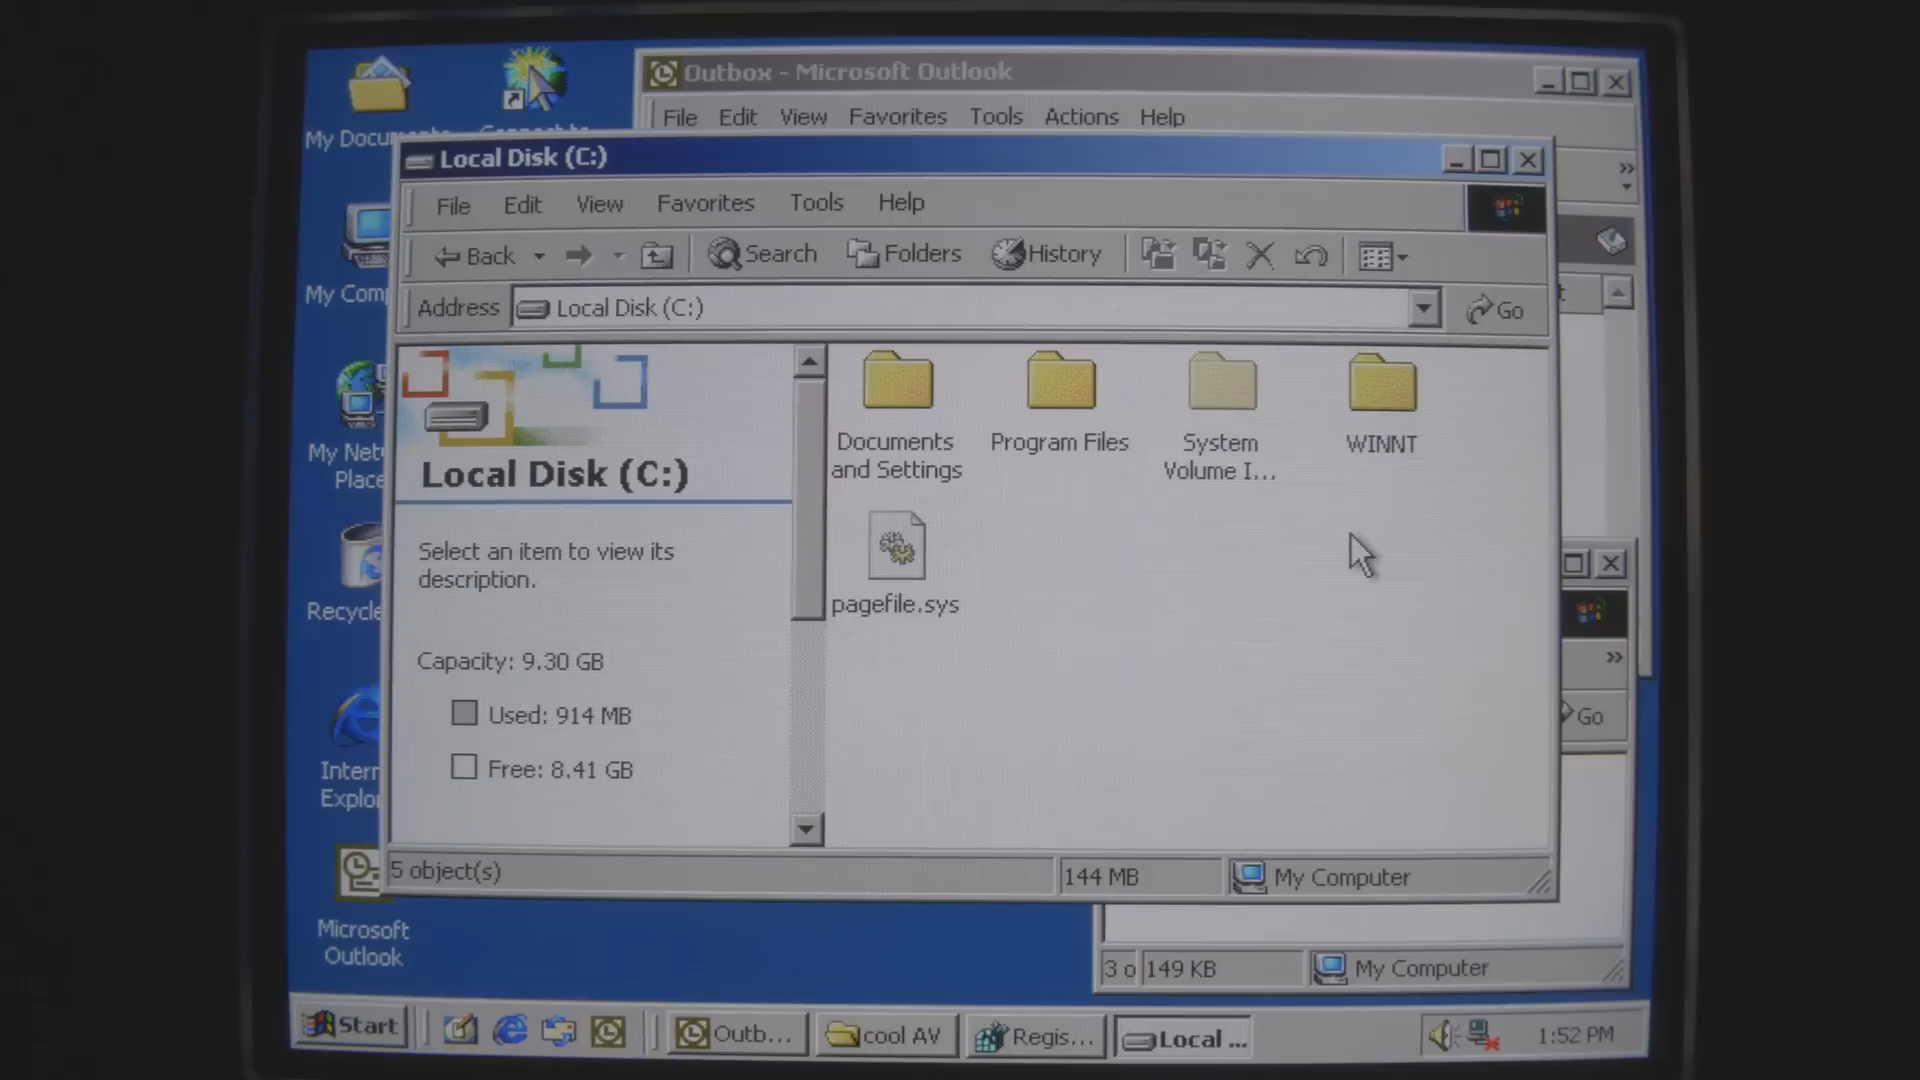 My Docu
Outbox - Microsoft Outlook
File Edit View Favorites Tools Actions Help
Local Disk (C:)
File Edit View Favorites Tools Help
Back Search Folders History
Address Local Disk (C:) Go
My Com
My Net
Place
Recycle
Intern
Explo
Microsoft
Outlook
Local Disk (C:)
Select an item to view its
description.
Capacity: 9.30 GB
Used: 914 MB
Free: 8.41 GB
Documents
and Settings
Program Files
System
Volume I...
WINNT
pagefile.sys
5 object(s) 144 MB My Computer
Go
3 o 149 KB My Computer
Start Outb... cool AV Regis... Local ... 1:52 PM